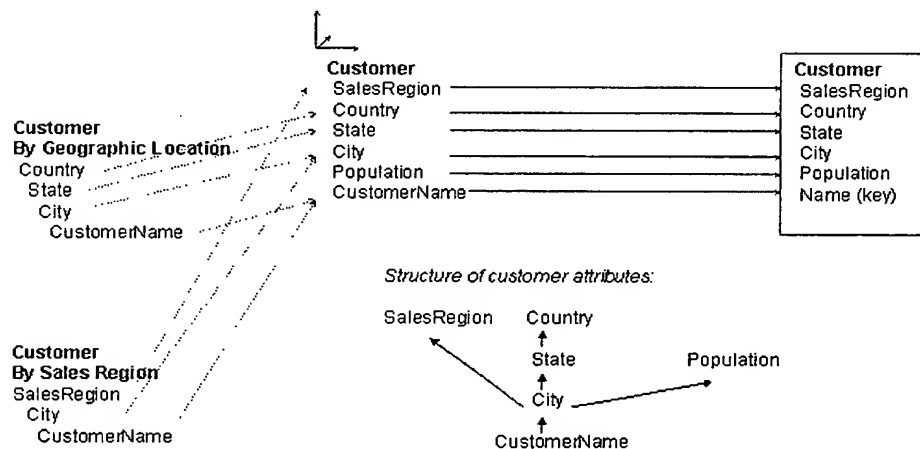 Customer
SalesRegion
Country
State
City
Population
CustomerName
Customer
SalesRegion
Country
State
City
Population
Name (key)
Customer
By Geographic Location
Country
State
City
CustomerName
Customer
By Sales Region
SalesRegion
City
CustomerName
Structure of customer attributes:
SalesRegion
Country
State
Population
City
CustomerName